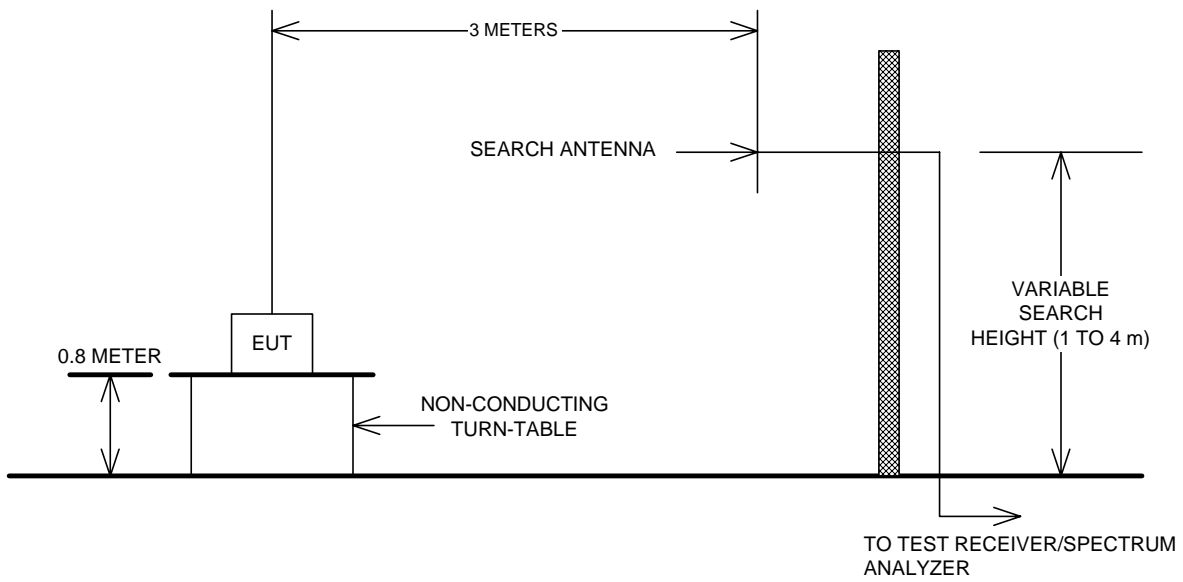 3 METERS
SEARCH ANTENNA
VARIABLE
SEARCH
HEIGHT (1 TO 4 m)
EUT
0.8 METER
NON-CONDUCTING
TURN-TABLE
TO TEST RECEIVER/SPECTRUM
ANALYZER